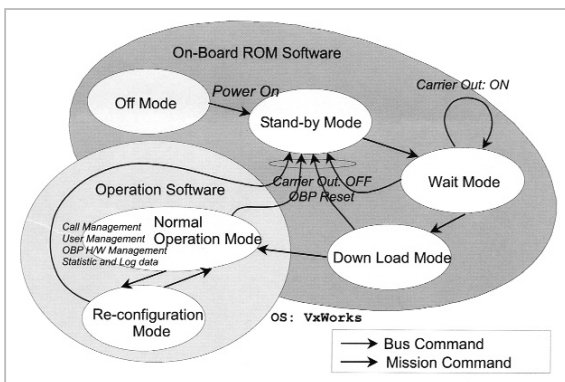 On-Board ROM Software
Power On
Carrier Out: ON
Off Mode
Stand-by Mode
Carrier Out: OFF
OBP Reset
Wait Mode
Operation Software
Call Management
User Management
OBP H/W Management
Statistic and Log data
Normal
Operation Mode
Down Load Mode
Re-configuration
Mode
OS: VxWorks
Bus Command
Mission Command